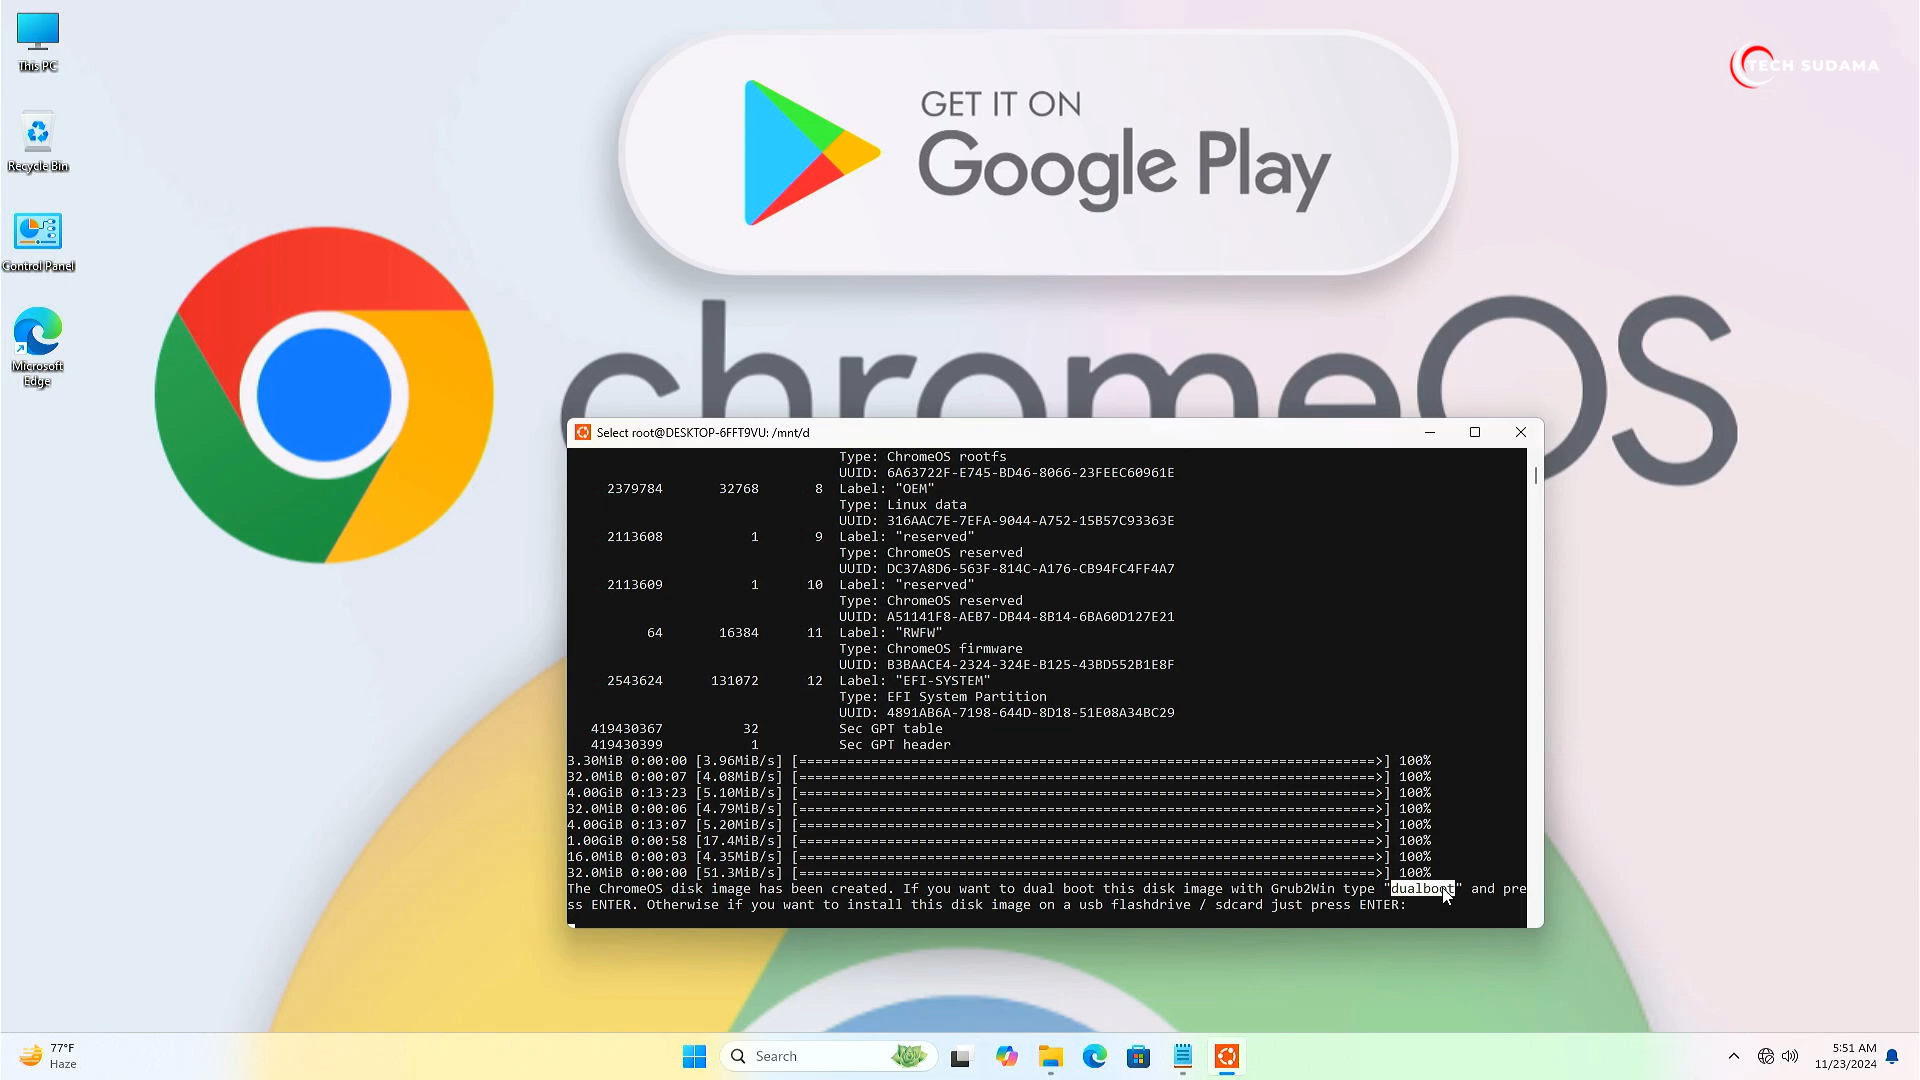 This PC
Recycle Bin
Control Panel
Microsoft
Edge
GET IT ON
Google Play
TECH SUDAMA
chromeOS
Select root@DESKTOP-6FFT9VU: /mnt/d
Type: ChromeOS rootfs
UUID: 6A63722F-E745-BD46-8066-23FEEC60961E
2379784 32768 8 Label: "OEM"
Type: Linux data
UUID: 316AAC7E-7EFA-9044-A752-15B57C93363E
2113608 1 9 Label: "reserved"
Type: ChromeOS reserved
UUID: DC37A8D6-563F-814C-A176-CB94FC4FF4A7
2113609 1 10 Label: "reserved"
Type: ChromeOS reserved
UUID: A51141F8-AEB7-DB44-8B14-6BA60D127E21
64 16384 11 Label: "RWFW"
Type: ChromeOS firmware
UUID: B3BAACE4-2324-324E-B125-43BD552B1E8F
2543624 131072 12 Label: "EFI-SYSTEM"
Type: EFI System Partition
UUID: 4891AB6A-7198-644D-8D18-51E08A34BC29
419430367 32 Sec GPT table
419430399 1 Sec GPT header
3.30MiB 0:00:00 [3.96MiB/s] [========================================================================>] 100%
32.0MiB 0:00:07 [4.08MiB/s] [========================================================================>] 100%
4.00GiB 0:13:23 [5.10MiB/s] [========================================================================>] 100%
32.0MiB 0:00:06 [4.79MiB/s] [========================================================================>] 100%
4.00GiB 0:13:07 [5.20MiB/s] [========================================================================>] 100%
1.00GiB 0:00:58 [17.4MiB/s] [========================================================================>] 100%
16.0MiB 0:00:03 [4.35MiB/s] [========================================================================>] 100%
32.0MiB 0:00:00 [51.3MiB/s] [========================================================================>] 100%
The ChromeOS disk image has been created. If you want to dual boot this disk image with Grub2Win type "dualboot" and pre
ss ENTER. Otherwise if you want to install this disk image on a usb flashdrive / sdcard just press ENTER:
77°F
Haze
Search
5:51 AM
11/23/2024